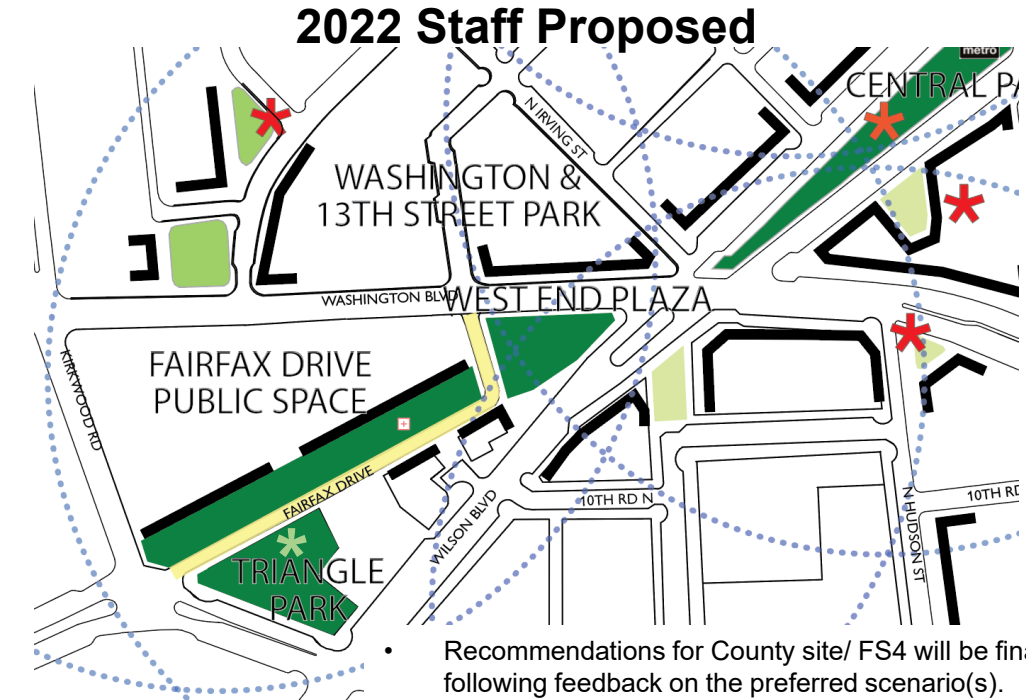 2022 Staff Proposed
metro
CENTRAL PA
N IRVING ST
WASHINGTON &
13TH STREET PARK
WASHINGTON BLVD
WEST END PLAZA
KIRKWOOD RD
FAIRFAX DRIVE
PUBLIC SPACE
FAIRFAX DRIVE
WILSON BLVD
10TH RD N
N HUDSON ST
10TH RD
TRIANGLE
PARK
• Recommendations for County site/ FS4 will be fina
following feedback on the preferred scenario(s).